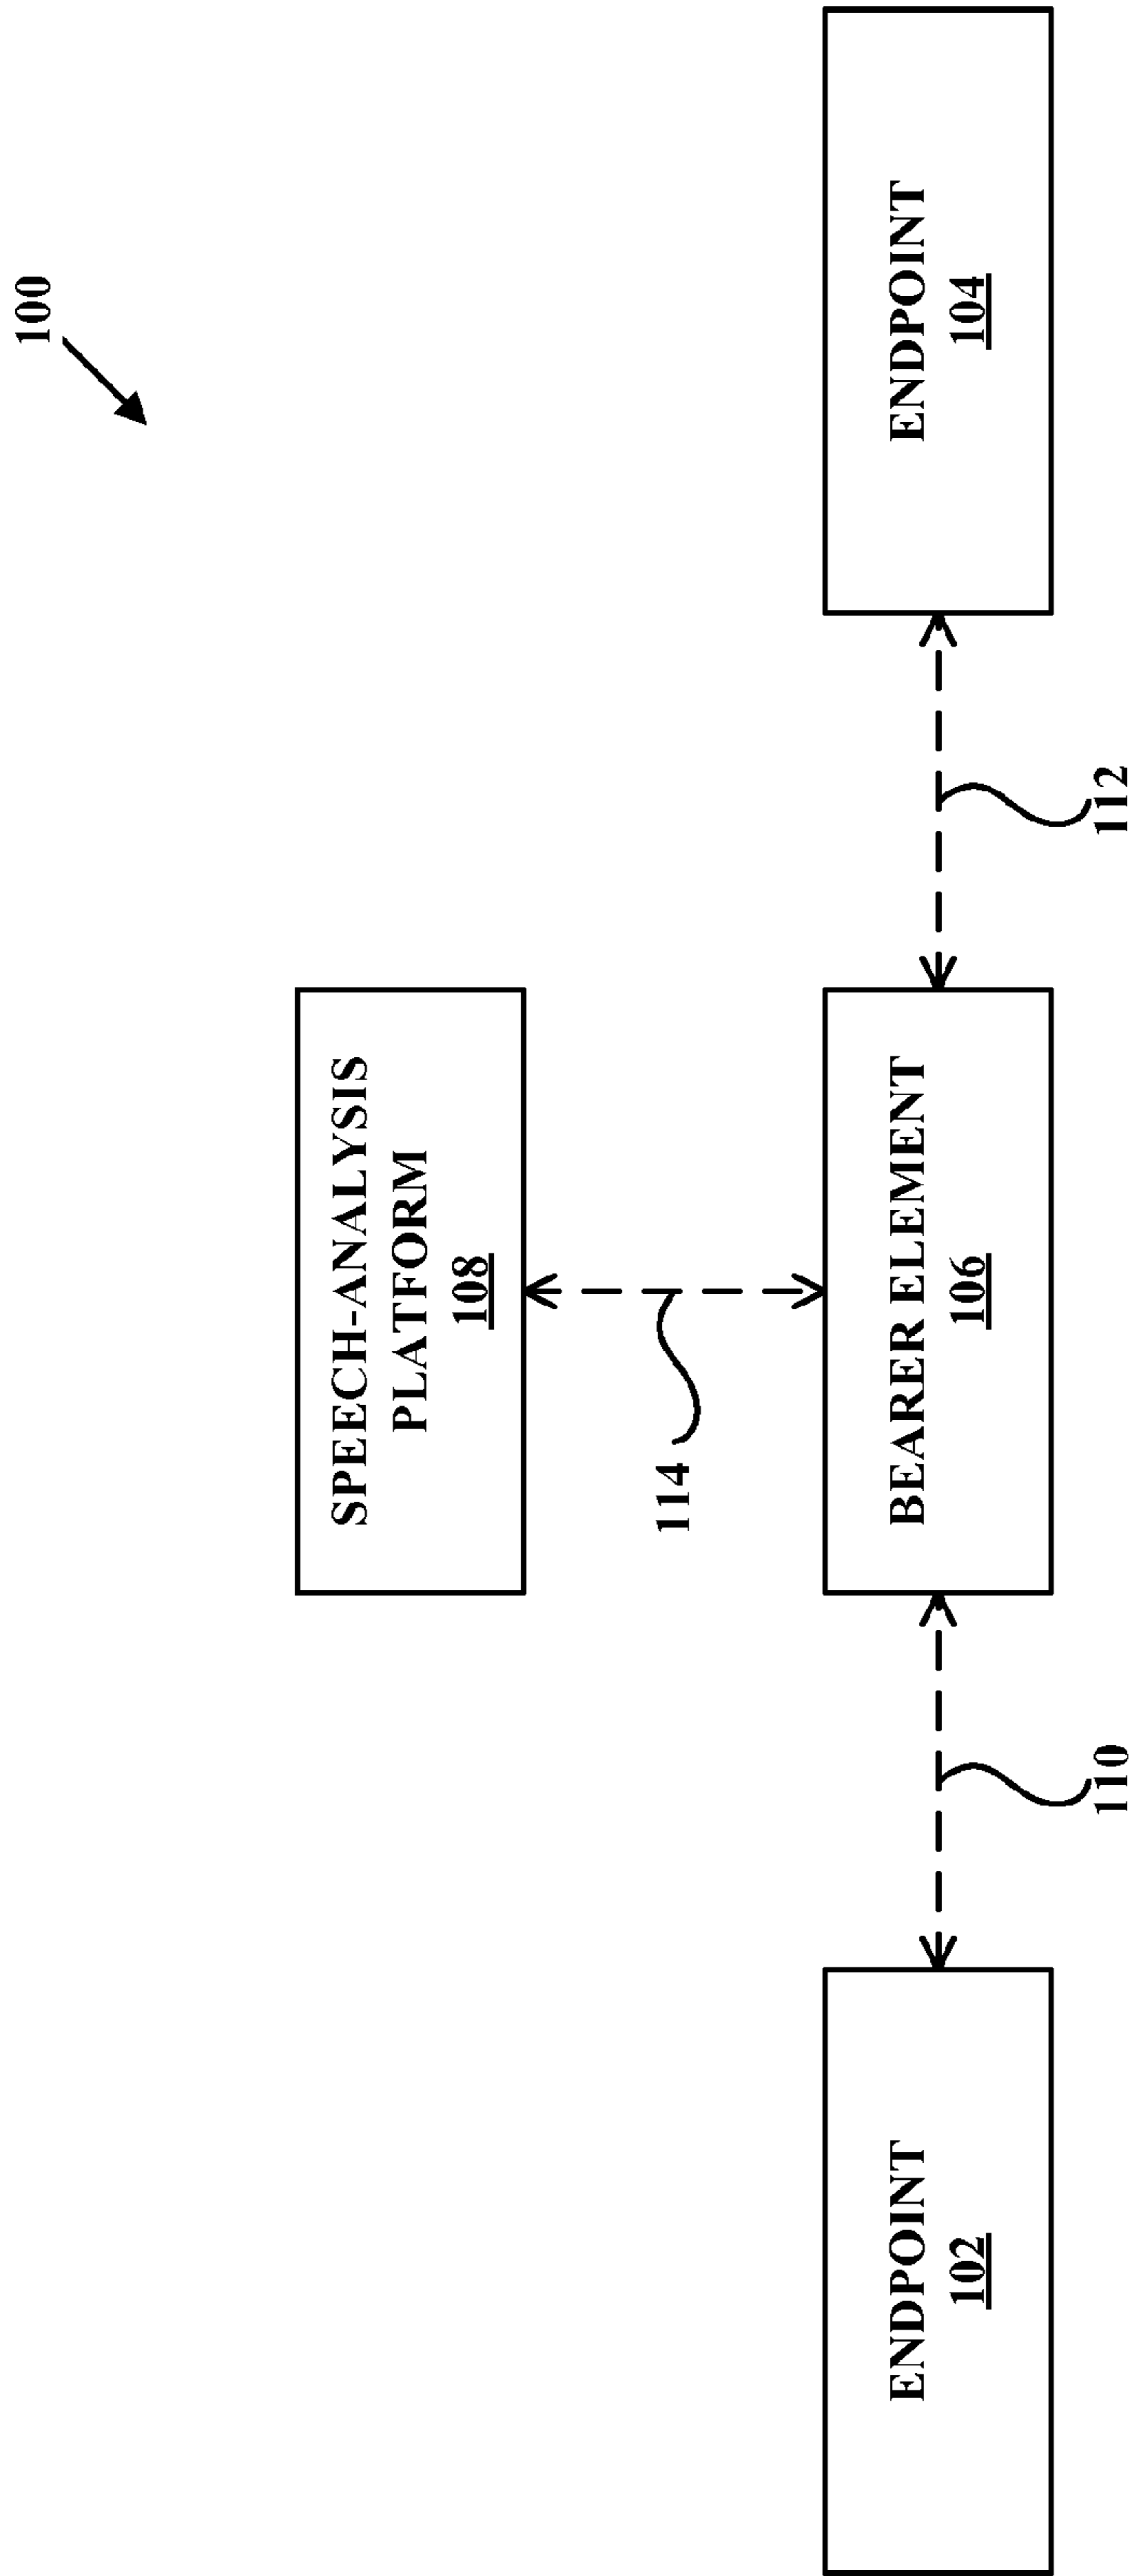 100
SPEECH-ANALYSIS
PLATFORM
108
114
ENDPOINT
102
BEARER ELEMENT
106
ENDPOINT
104
110
112